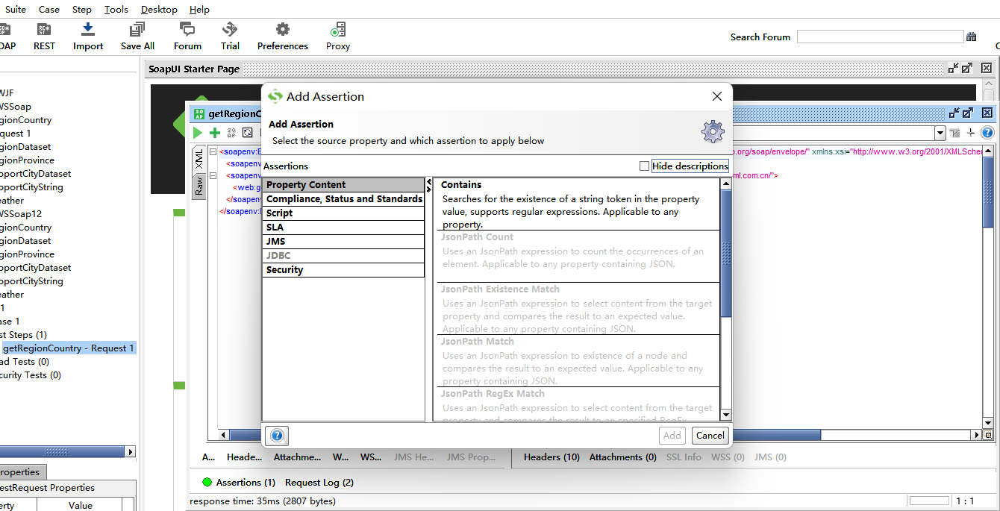 Suite Case Step Tools Desktop Help
OAP REST Import Save All Forum Trial Preferences Proxy
Search Forum
SoapUI Starter Page
WJF
WSSoap
gionCountry
quest 1
gionDataset
gionProvince
pportCityDataset
pportCityString
eather
WSSoap12
gionCountry
gionDataset
gionProvince
pportCityDataset
pportCityString
eather
1
ase 1
st Steps (1)
getRegionCountry - Request 1
ad Tests (0)
curity Tests (0)
roperties
estRequest Properties
erty Value
getRegionC
XML
Raw
<soapenv:E
<soapenv
<soapenv
<web:g
</soapenv
</soapenv:
p.org/soap/envelope/" xmlns:xsi="http://www.w3.org/2001/XMLSchem
ml.com.cn/">
Add Assertion
Add Assertion
Select the source property and which assertion to apply below
Assertions
Hide descriptions
Property Content
Compliance, Status and Standards
Script
SLA
JMS
JDBC
Security
Contains
Searches for the existence of a string token in the property
value, supports regular expressions. Applicable to any
property.
JsonPath Count
Uses an JsonPath expression to count the occurrences of an
element. Applicable to any property containing JSON.
JsonPath Existence Match
Uses an JsonPath expression to select content from the target
property and compares the result to an expected value.
Applicable to any property containing JSON.
JsonPath Match
Uses an JsonPath expression to existence of a node and
compares the result to an expected value. Applicable to any
property containing JSON.
JsonPath RegEx Match
Uses an JsonPath expression to select content from the target
property and compares the result to an specified RegEx
Add Cancel
A... Heade... Attachme... W... WS... JMS He... JMS Prop...
Headers (10) Attachments (0) SSL Info WSS (0) JMS (0)
Assertions (1) Request Log (2)
response time: 35ms (2807 bytes)
1 : 1